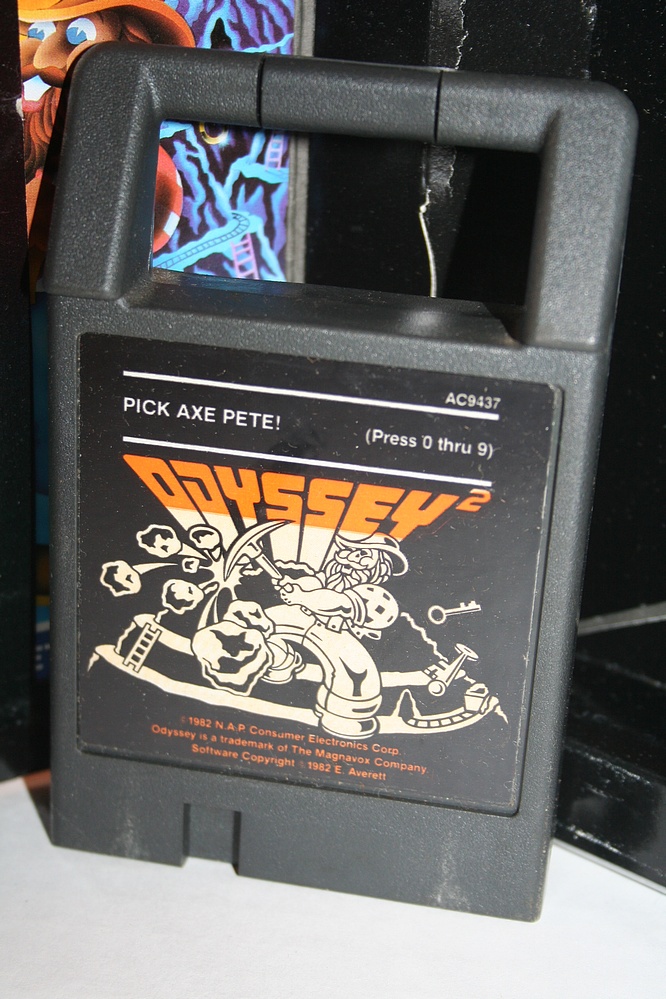 AC9437
PICK AXE PETE!
(Press 0 thru 9)
ODYSSEY²
© 1982 N.A.P. Consumer Electronics Corp.
Odyssey is a trademark of The Magnavox Company
Software Copyright © 1982 E. Averett